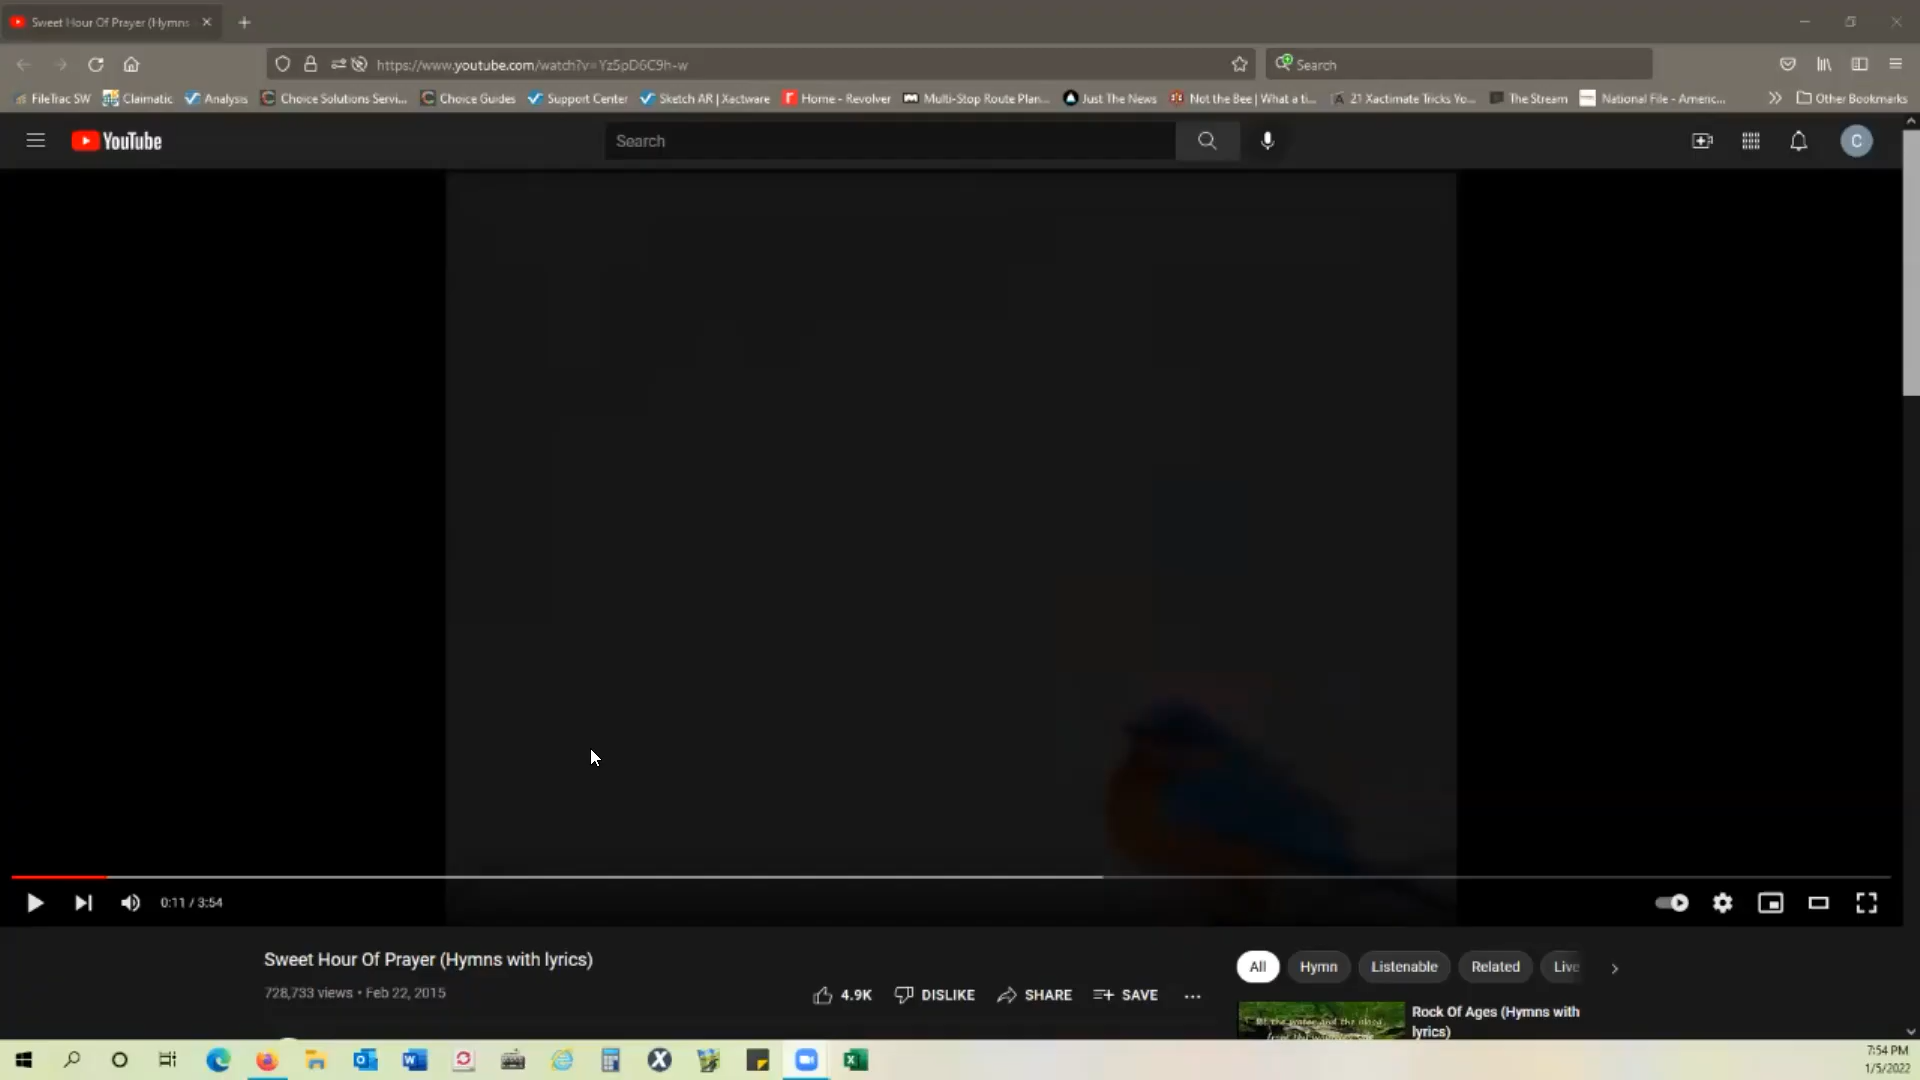 Sweet Hour Of Prayer (Hymns
https://www.youtube.com/watch?v=Yz5pD6C9h-w
Search
FileTrac SW
Claimatic
Analysis
Choice Solutions Servi...
Choice Guides
Support Center
Sketch AR | Xactware
Home - Revolver
Multi-Stop Route Plan...
Just The News
Not the Bee | What a ti...
21 Xactimate Tricks Yo...
The Stream
National File - Americ...
Other Bookmarks
YouTube
Search
C
0:11 / 3:54
Sweet Hour Of Prayer (Hymns with lyrics)
728,733 views • Feb 22, 2015
4.9K
DISLIKE
SHARE
SAVE
All
Hymn
Listenable
Related
Live
Rock Of Ages (Hymns with
lyrics)
7:54 PM
1/5/2022